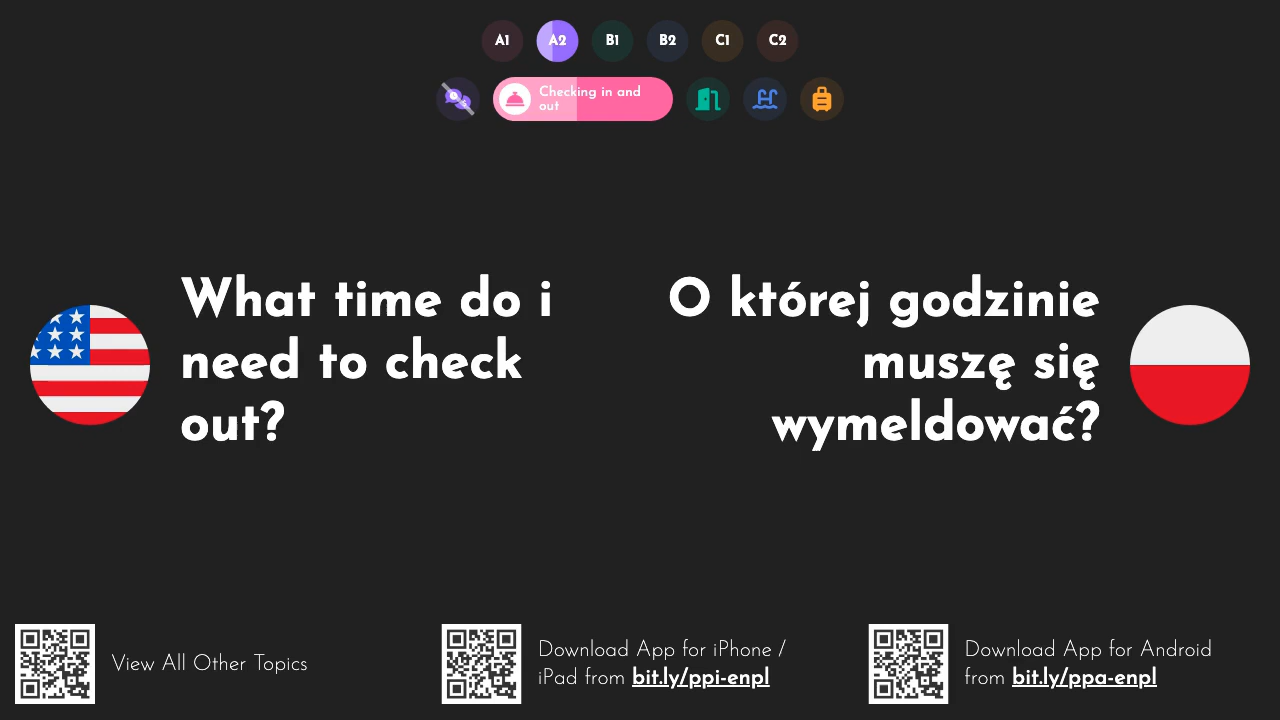 A1 A2 B1 B2 C1 C2
Checking in and
out
What time do i
need to check
out?
O której godzinie
muszę się
wymeldować?
View All Other Topics
Download App for iPhone /
iPad from bit.ly/ppi-enpl
Download App for Android
from bit.ly/ppa-enpl